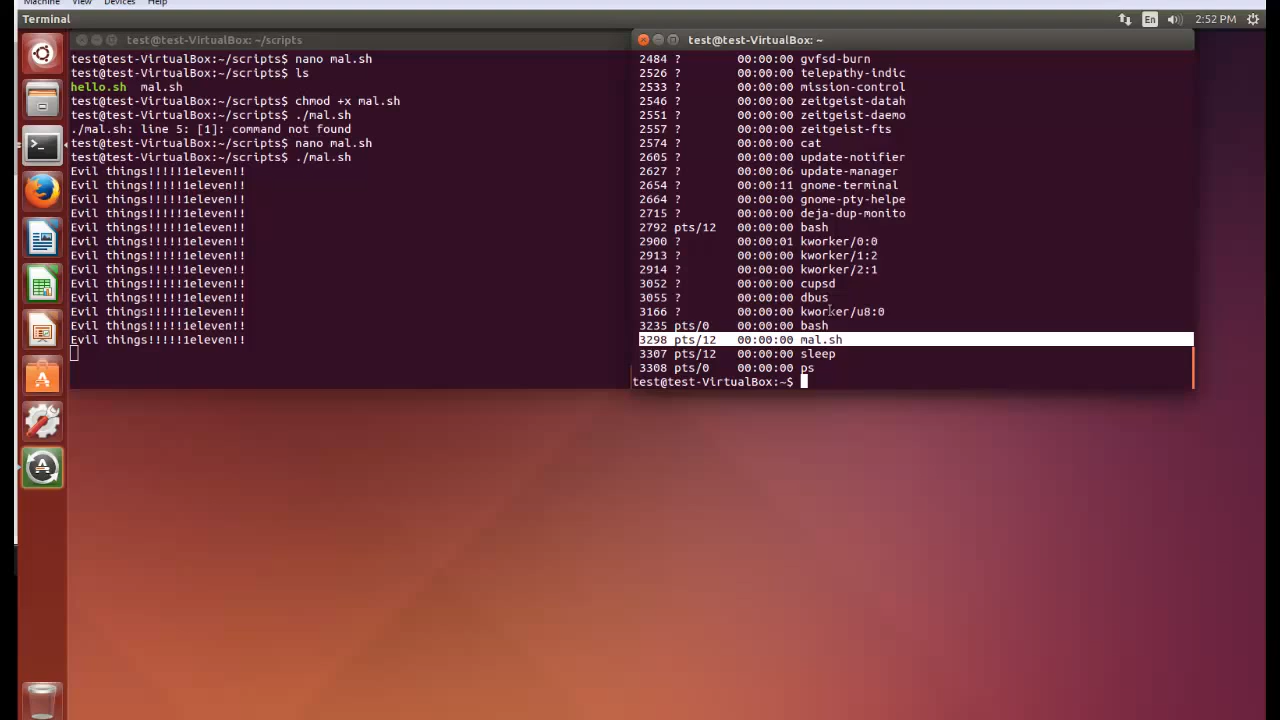 Machine View Devices Help
Terminal
En
2:52 PM
test@test-VirtualBox: ~/scripts
test@test-VirtualBox:~/scripts$ nano mal.sh
test@test-VirtualBox:~/scripts$ ls
hello.sh mal.sh
test@test-VirtualBox:~/scripts$ chmod +x mal.sh
test@test-VirtualBox:~/scripts$ ./mal.sh
./mal.sh: line 5: [1]: command not found
test@test-VirtualBox:~/scripts$ nano mal.sh
test@test-VirtualBox:~/scripts$ ./mal.sh
Evil things!!!!!1eleven!!
Evil things!!!!!1eleven!!
Evil things!!!!!1eleven!!
Evil things!!!!!1eleven!!
Evil things!!!!!1eleven!!
Evil things!!!!!1eleven!!
Evil things!!!!!1eleven!!
Evil things!!!!!1eleven!!
Evil things!!!!!1eleven!!
Evil things!!!!!1eleven!!
Evil things!!!!!1eleven!!
Evil things!!!!!1eleven!!
Evil things!!!!!1eleven!!
test@test-VirtualBox: ~
2484 ? 00:00:00 gvfsd-burn
2526 ? 00:00:00 telepathy-indic
2533 ? 00:00:00 mission-control
2546 ? 00:00:00 zeitgeist-datah
2551 ? 00:00:00 zeitgeist-daemo
2557 ? 00:00:00 zeitgeist-fts
2574 ? 00:00:00 cat
2605 ? 00:00:00 update-notifier
2627 ? 00:00:06 update-manager
2654 ? 00:00:11 gnome-terminal
2664 ? 00:00:00 gnome-pty-helpe
2715 ? 00:00:00 deja-dup-monito
2792 pts/12 00:00:00 bash
2900 ? 00:00:01 kworker/0:0
2913 ? 00:00:00 kworker/1:2
2914 ? 00:00:00 kworker/2:1
3052 ? 00:00:00 cupsd
3055 ? 00:00:00 dbus
3166 ? 00:00:00 kworker/u8:0
3235 pts/0 00:00:00 bash
3298 pts/12 00:00:00 mal.sh
3307 pts/12 00:00:00 sleep
3308 pts/0 00:00:00 ps
test@test-VirtualBox:~$